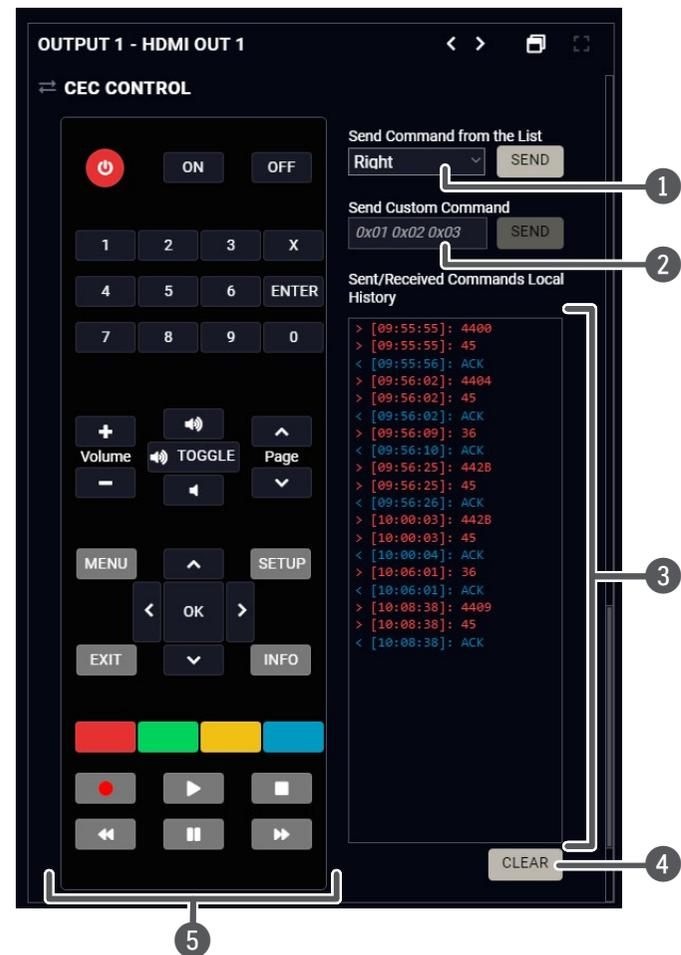 OUTPUT 1 - HDMI OUT 1
CEC CONTROL
ON OFF
1 2 3 X
4 5 6 ENTER
7 8 9 0
Volume TOGGLE Page
MENU SETUP
OK
EXIT INFO
Send Command from the List
Right SEND
Send Custom Command
0x01 0x02 0x03 SEND
Sent/Received Commands Local
History
> [09:55:55]: 4400
> [09:55:55]: 45
< [09:55:56]: ACK
> [09:56:02]: 4404
> [09:56:02]: 45
< [09:56:02]: ACK
> [09:56:09]: 36
< [09:56:10]: ACK
> [09:56:25]: 442B
> [09:56:25]: 45
< [09:56:26]: ACK
> [10:00:03]: 442B
> [10:00:03]: 45
< [10:00:04]: ACK
> [10:06:01]: 36
< [10:06:01]: ACK
> [10:08:38]: 4409
> [10:08:38]: 45
< [10:08:38]: ACK
CLEAR
1
2
3
4
5